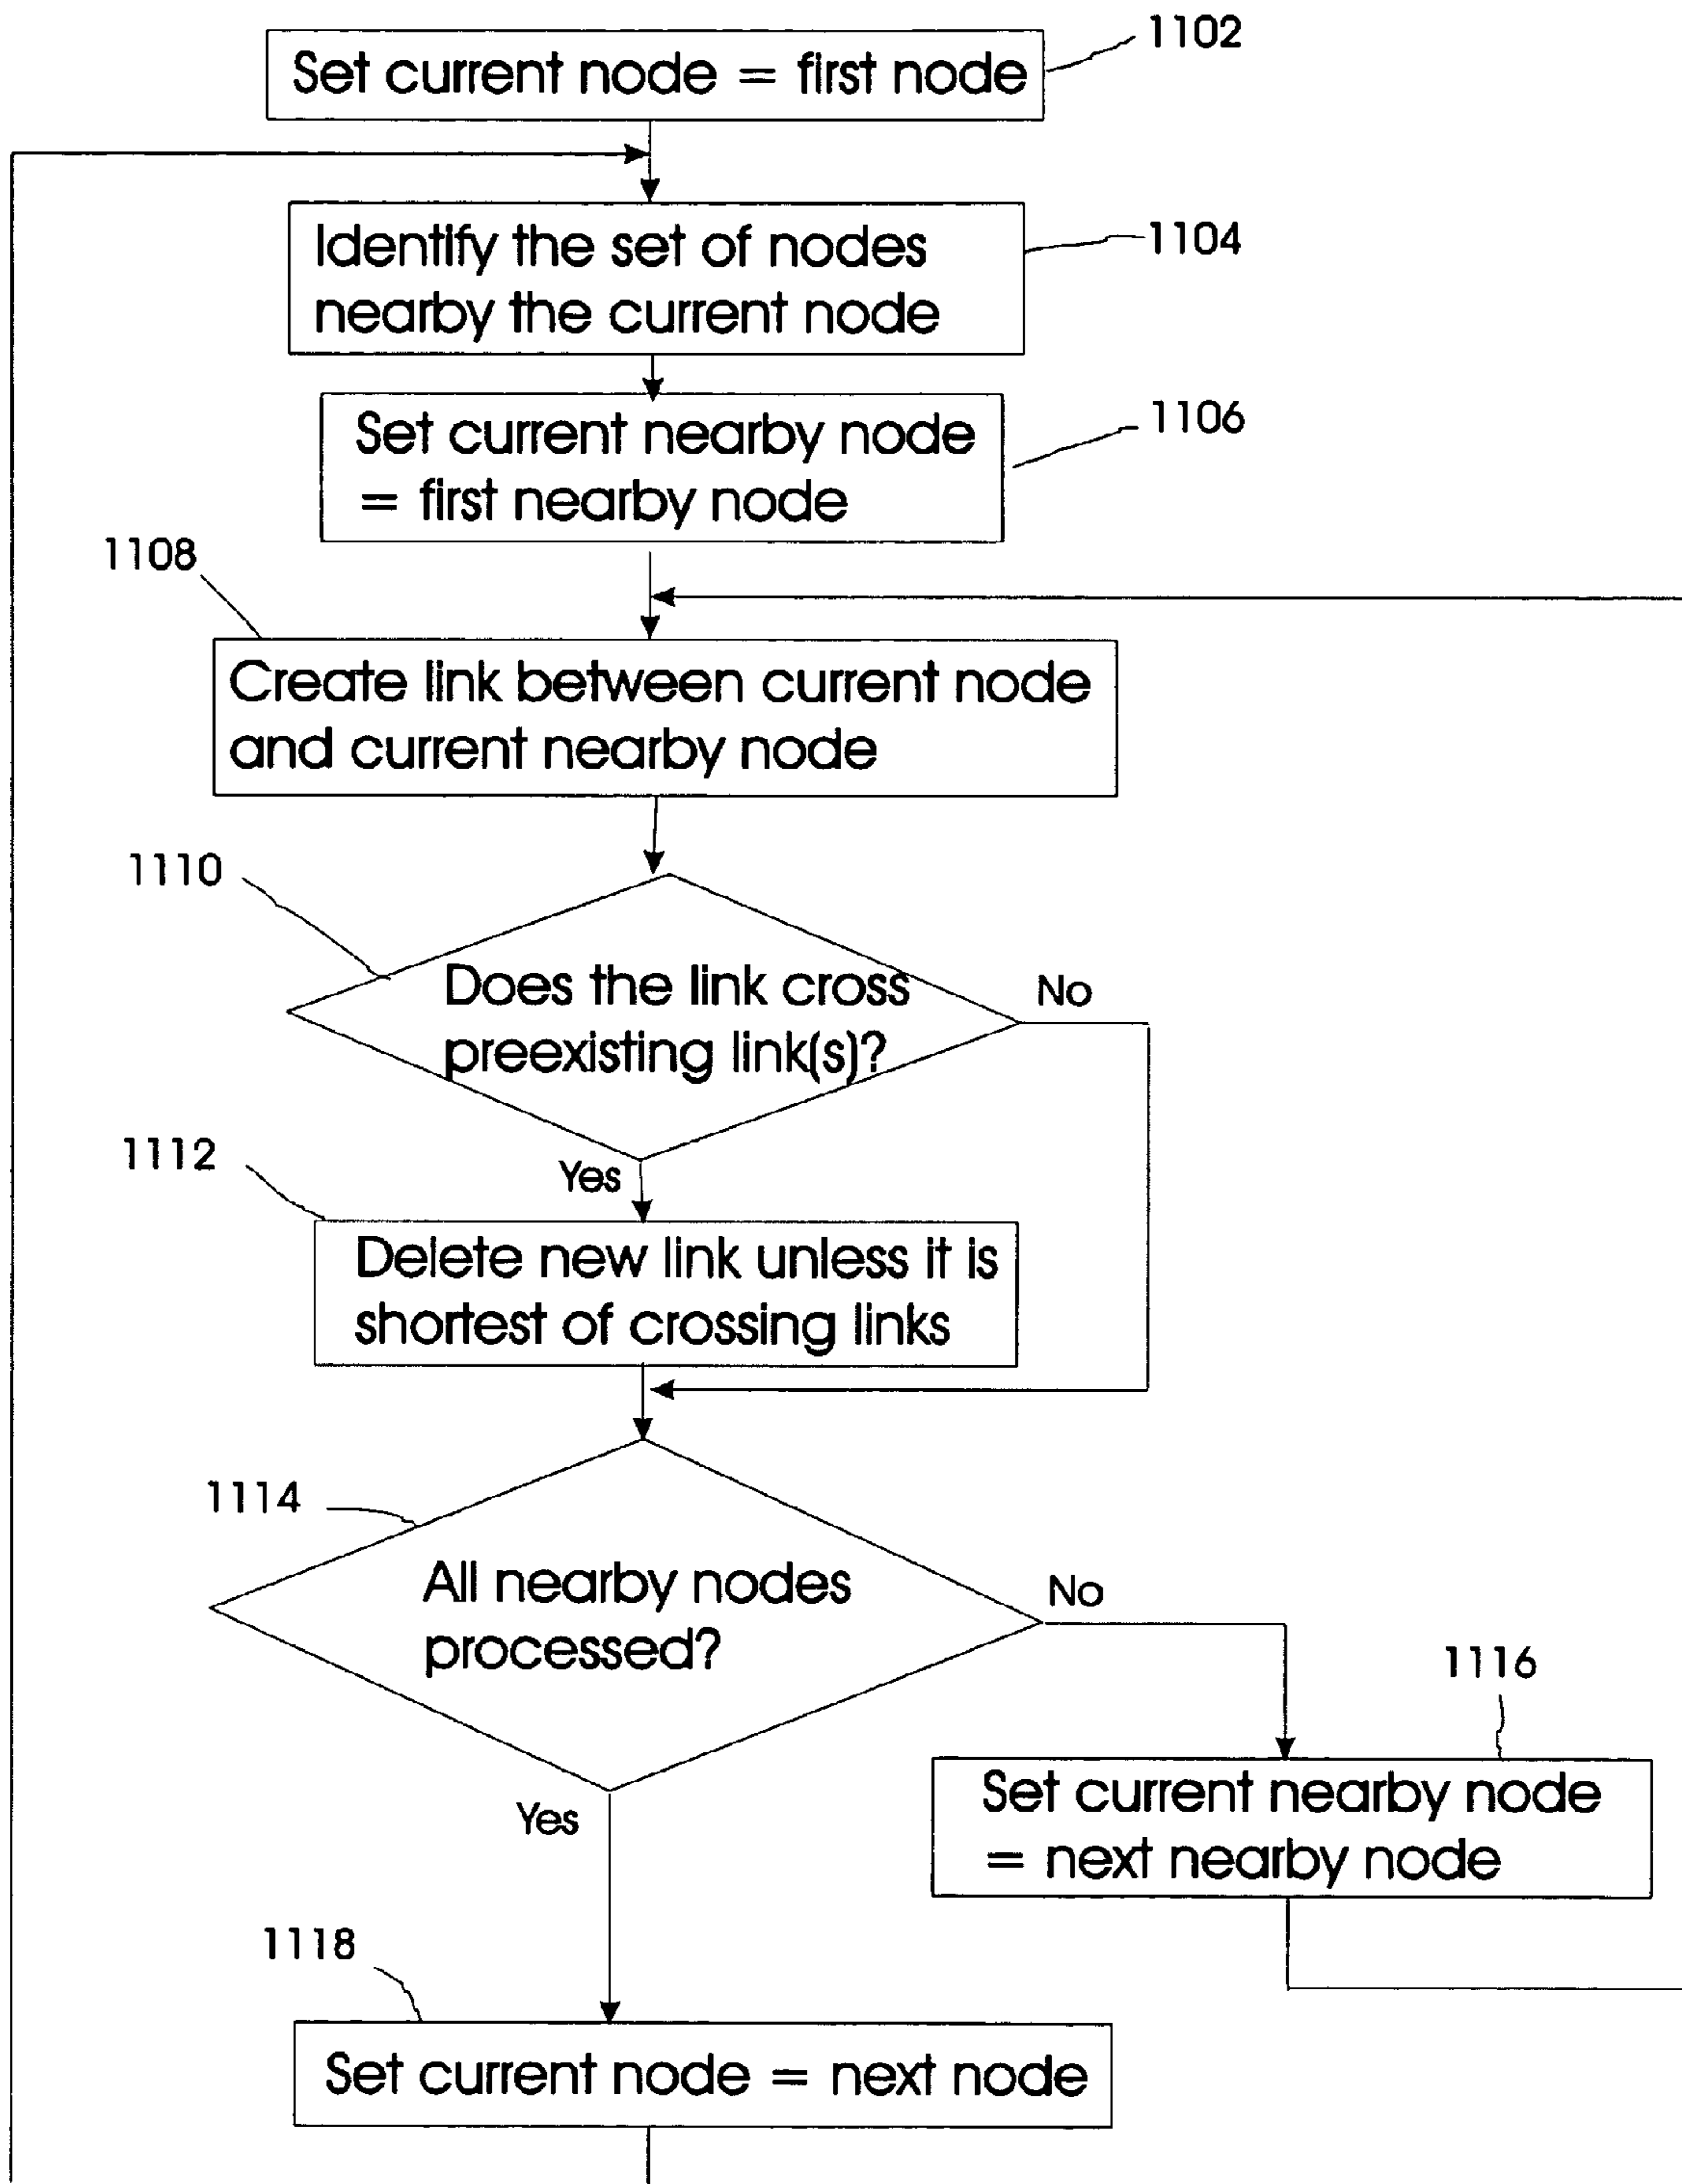 1102
Set current node = first node
1104
Identify the set of nodes
nearby the current node
1106
Set current nearby node
= first nearby node
1108
Create link between current node
and current nearby node
1110
Does the link cross
preexisting link(s)?
No
Yes
1112
Delete new link unless it is
shortest of crossing links
1114
All nearby nodes
processed?
No
Yes
1116
Set current nearby node
= next nearby node
1118
Set current node = next node